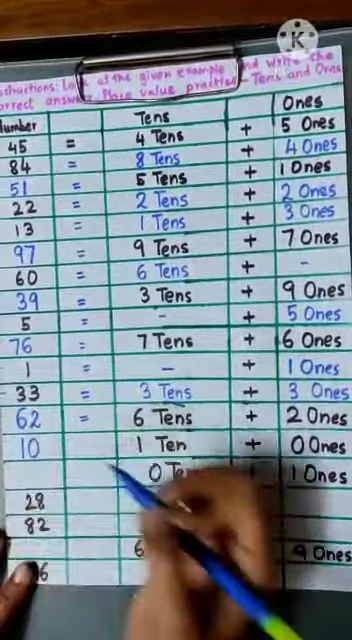 K
Instructions: Look at the given example and write the
correct answer. Place value practice - Tens and Ones
Number Tens Ones
45 = 4 Tens + 5 Ones
84 = 8 Tens + 4 Ones
51 = 5 Tens + 1 Ones
22 = 2 Tens + 2 Ones
13 = 1 Tens + 3 Ones
97 = 9 Tens + 7 Ones
60 = 6 Tens + -
39 = 3 Tens + 9 Ones
5 = - + 5 Ones
76 = 7 Tens + 6 Ones
1 = - + 1 Ones
33 = 3 Tens + 3 Ones
62 = 6 Tens + 2 Ones
10 1 Ten + 0 Ones
0 + 1 Ones
28
82
6 9 Ones